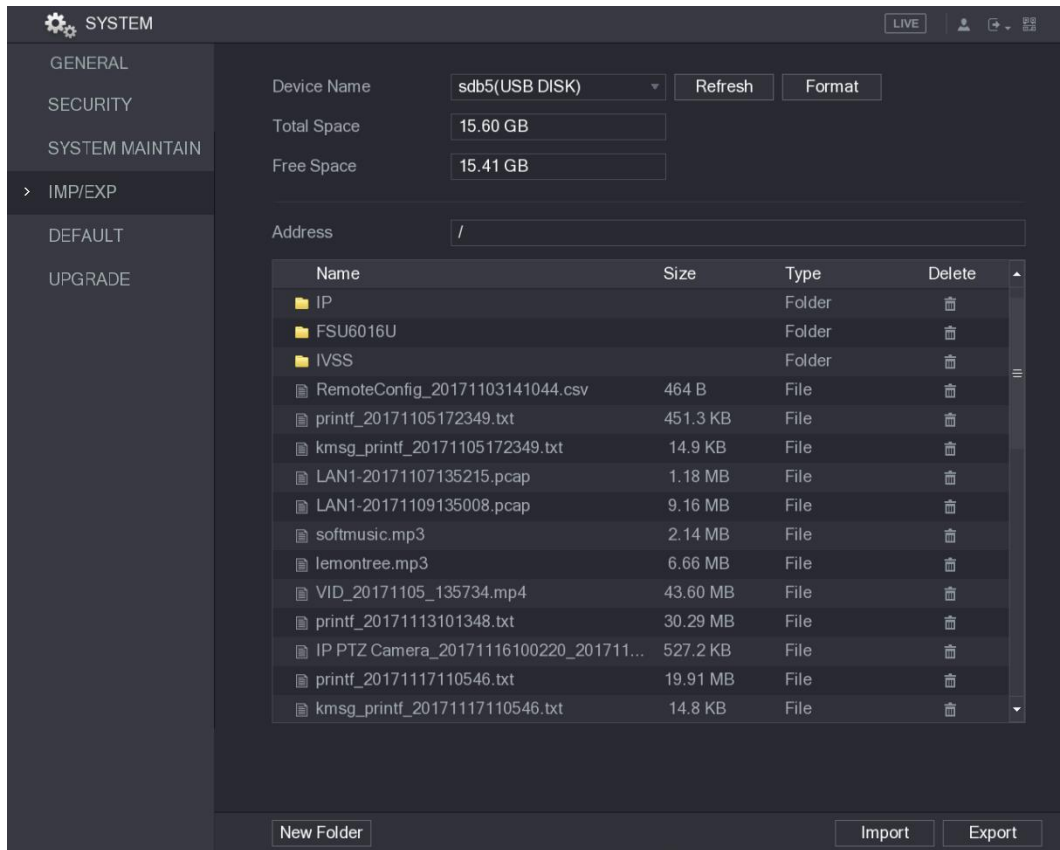 SYSTEM LIVE
GENERAL
SECURITY
SYSTEM MAINTAIN
> IMP/EXP
DEFAULT
UPGRADE
Device Name sdb5(USB DISK) Refresh Format
Total Space 15.60 GB
Free Space 15.41 GB
Address /
Name Size Type Delete
IP Folder
FSU6016U Folder
IVSS Folder
RemoteConfig_20171103141044.csv 464 B File
printf_20171105172349.txt 451.3 KB File
kmsg_printf_20171105172349.txt 14.9 KB File
LAN1-20171107135215.pcap 1.18 MB File
LAN1-20171109135008.pcap 9.16 MB File
softmusic.mp3 2.14 MB File
lemontree.mp3 6.66 MB File
VID_20171105_135734.mp4 43.60 MB File
printf_20171113101348.txt 30.29 MB File
IP PTZ Camera_20171116100220_201711... 527.2 KB File
printf_20171117110546.txt 19.91 MB File
kmsg_printf_20171117110546.txt 14.8 KB File
New Folder Import Export